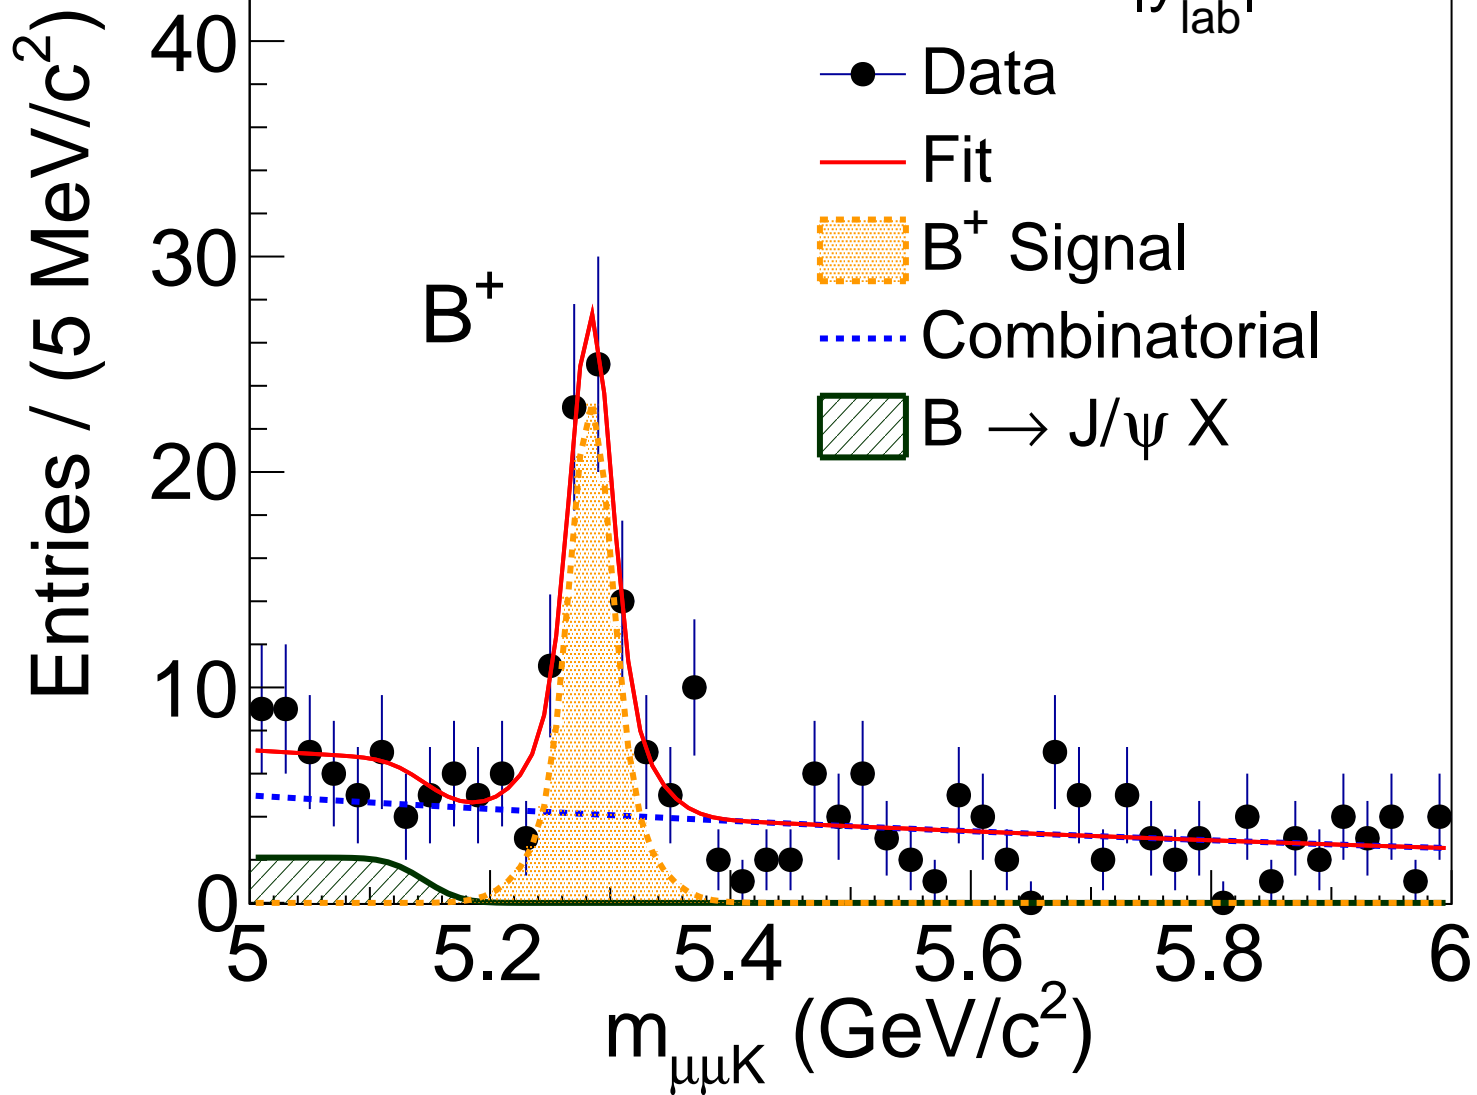 |y_lab|
40
30
20
10
0
Entries / (5 MeV/c²)
Data
Fit
B⁺ Signal
Combinatorial
B → J/ψ X
B⁺
5 5.2 5.4 5.6 5.8 6
m_μμK (GeV/c²)